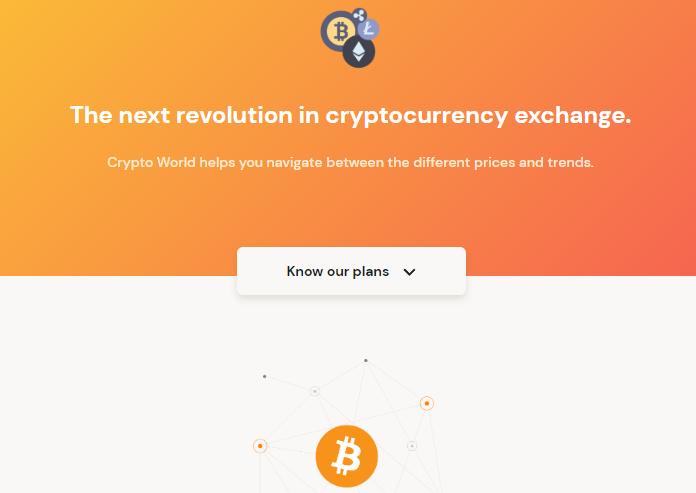 The next revolution in cryptocurrency exchange.
Crypto World helps you navigate between the different prices and trends.
Know our plans